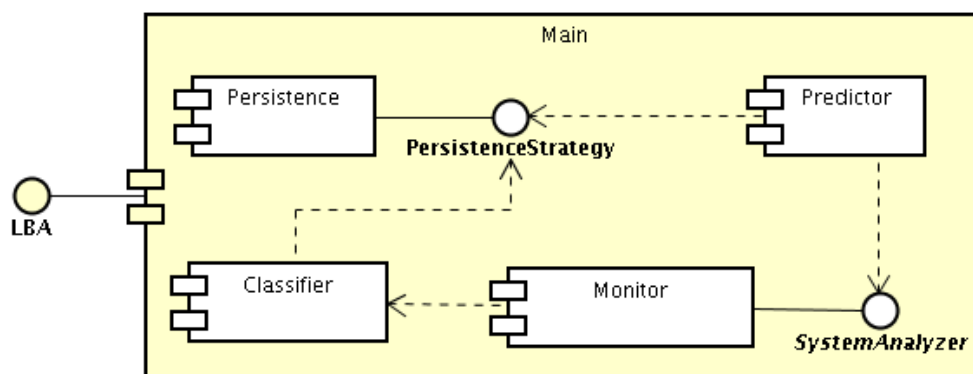 Main
Persistence
Predictor
PersistenceStrategy
LBA
Classifier
Monitor
SystemAnalyzer